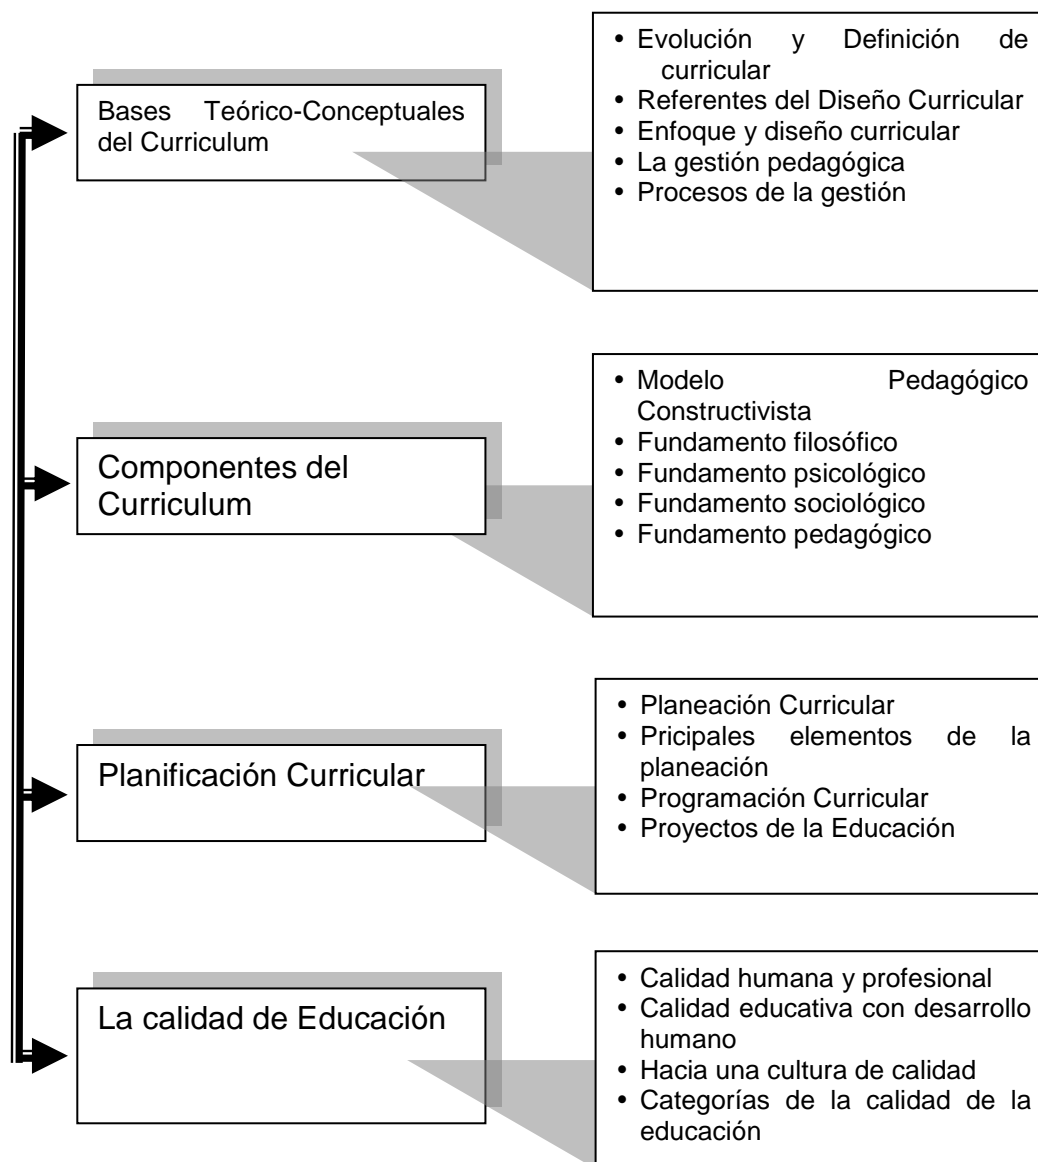 Bases Teórico-Conceptuales
del Curriculum
• Evolución y Definición de
curricular
• Referentes del Diseño Curricular
• Enfoque y diseño curricular
• La gestión pedagógica
• Procesos de la gestión
Componentes del
Curriculum
• Modelo Pedagógico
Constructivista
• Fundamento filosófico
• Fundamento psicológico
• Fundamento sociológico
• Fundamento pedagógico
Planificación Curricular
• Planeación Curricular
• Pricipales elementos de la
planeación
• Programación Curricular
• Proyectos de la Educación
La calidad de Educación
• Calidad humana y profesional
• Calidad educativa con desarrollo
humano
• Hacia una cultura de calidad
• Categorías de la calidad de la
educación